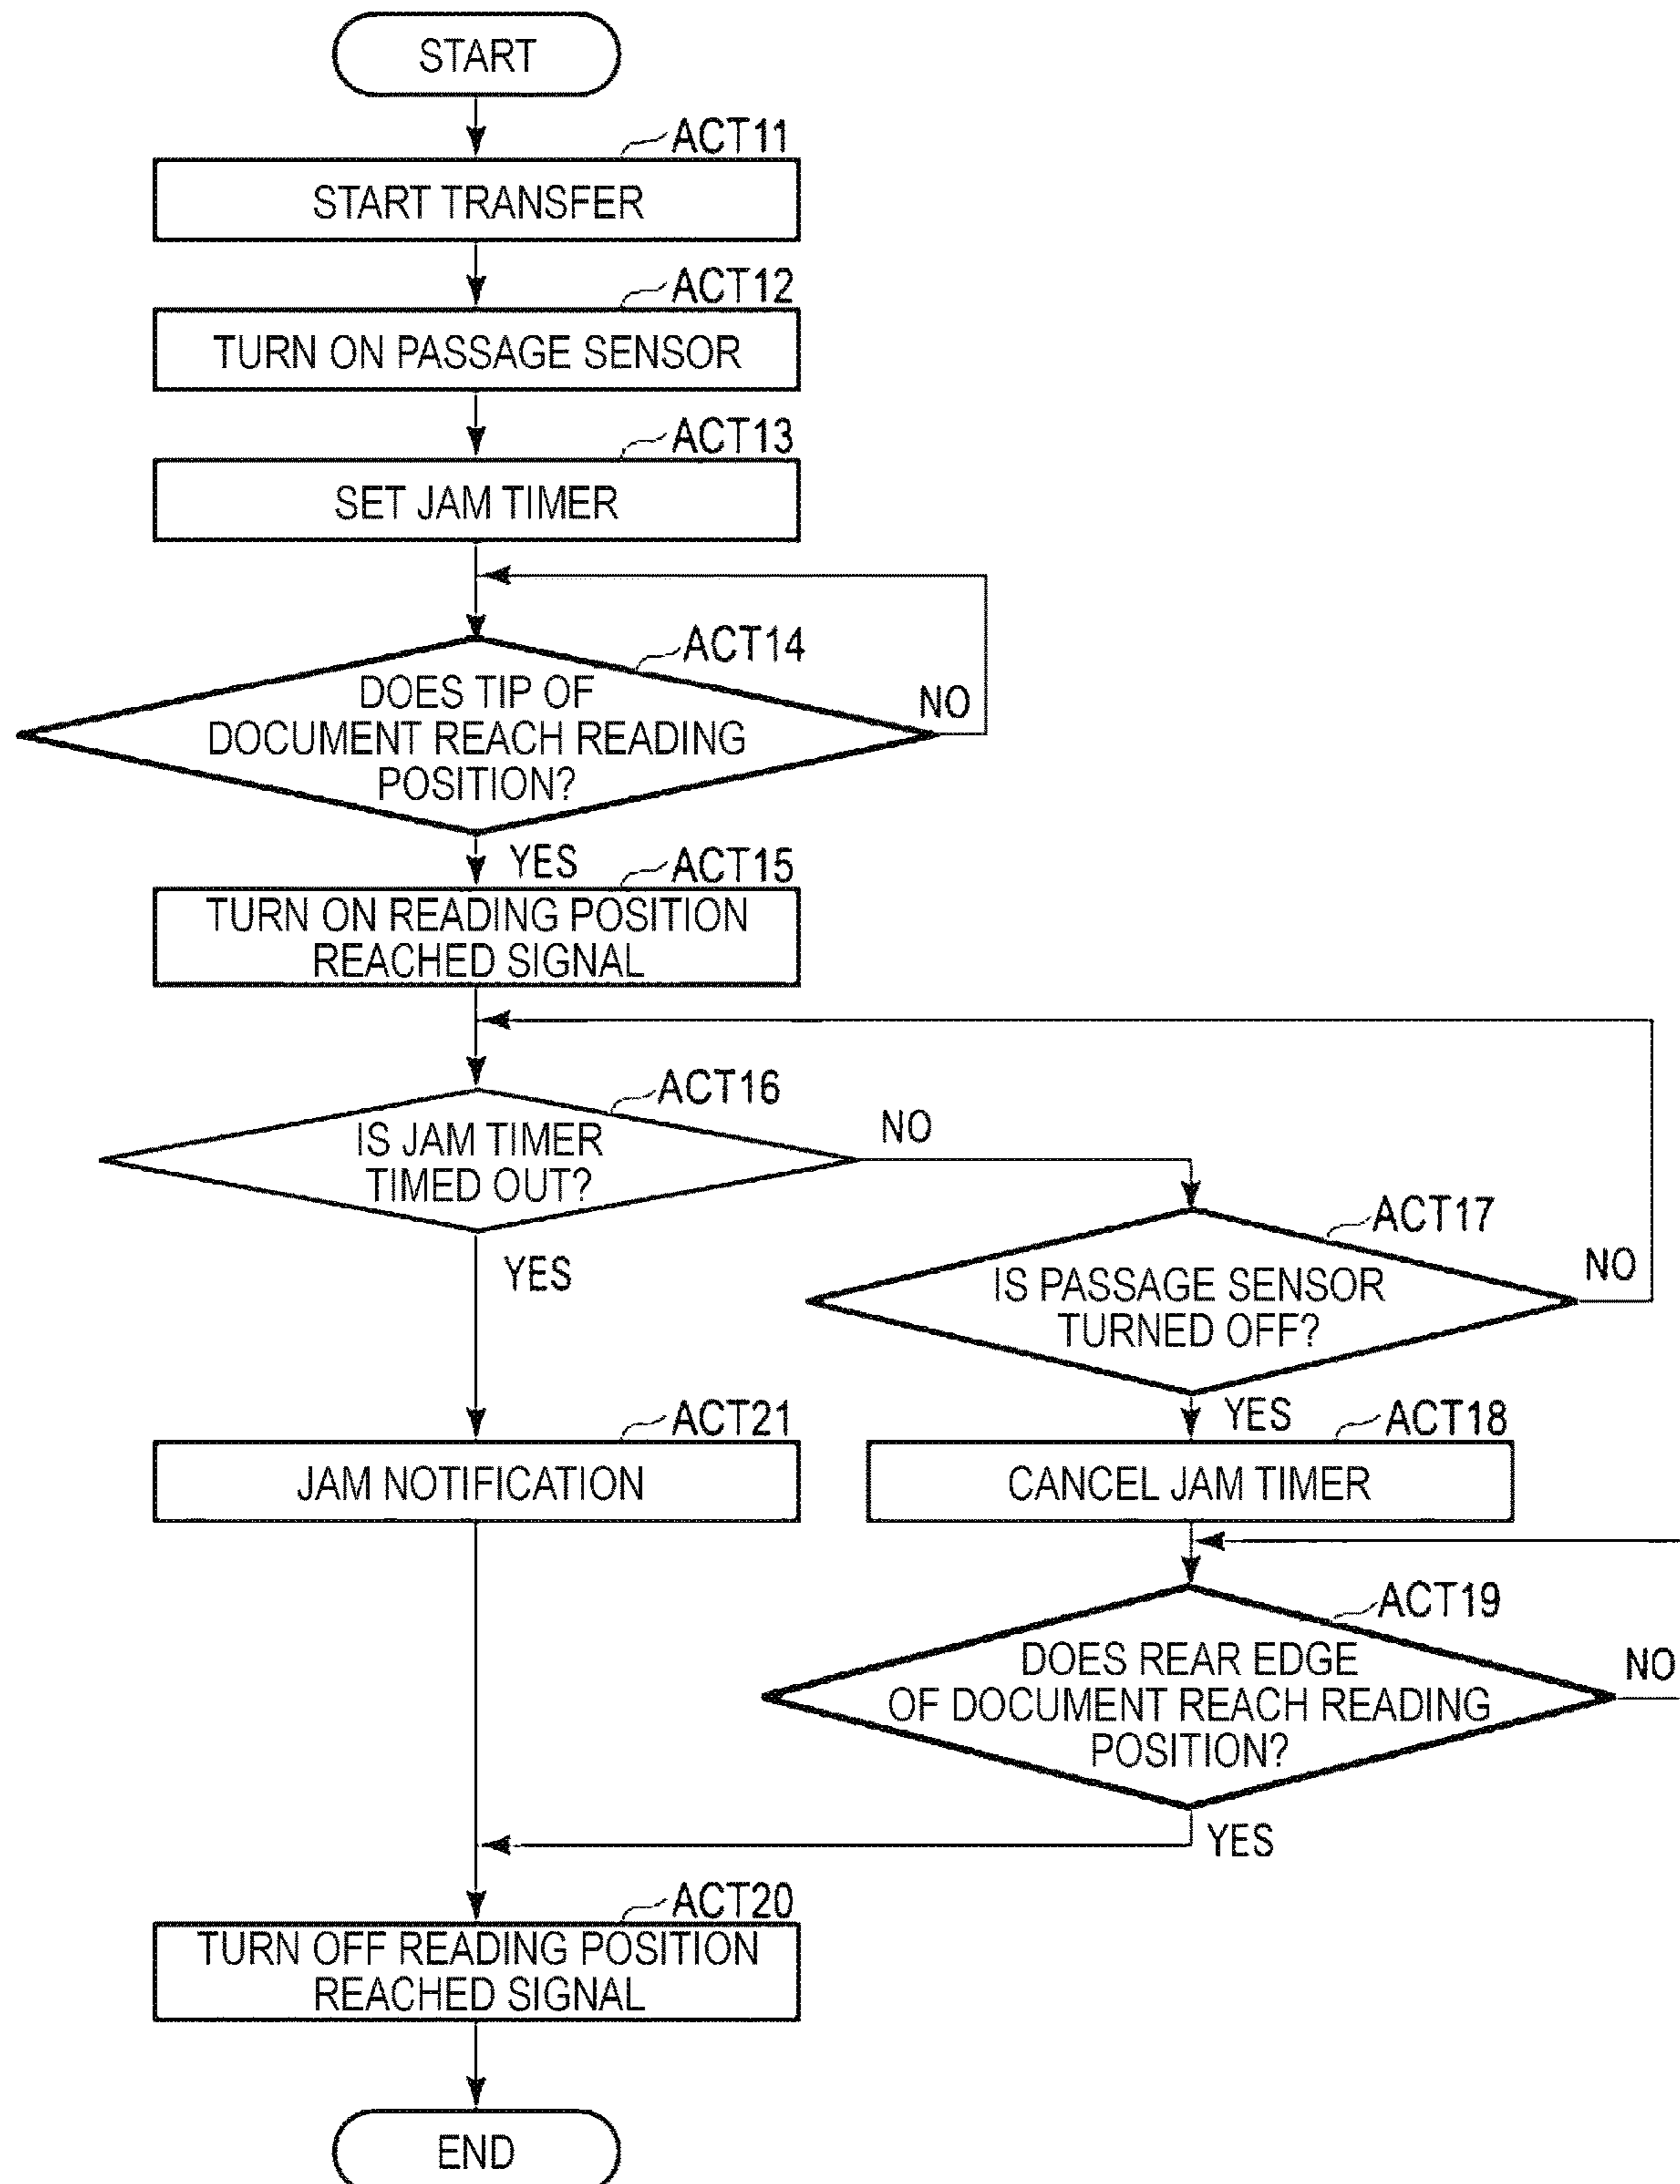 START
ACT11
START TRANSFER
ACT12
TURN ON PASSAGE SENSOR
ACT13
SET JAM TIMER
ACT14
DOES TIP OF
DOCUMENT REACH READING
POSITION?
NO
YES
ACT15
TURN ON READING POSITION
REACHED SIGNAL
ACT16
IS JAM TIMER
TIMED OUT?
NO
YES
ACT17
IS PASSAGE SENSOR
TURNED OFF?
NO
YES
ACT21
JAM NOTIFICATION
ACT18
CANCEL JAM TIMER
ACT19
DOES REAR EDGE
OF DOCUMENT REACH READING
POSITION?
NO
YES
ACT20
TURN OFF READING POSITION
REACHED SIGNAL
END